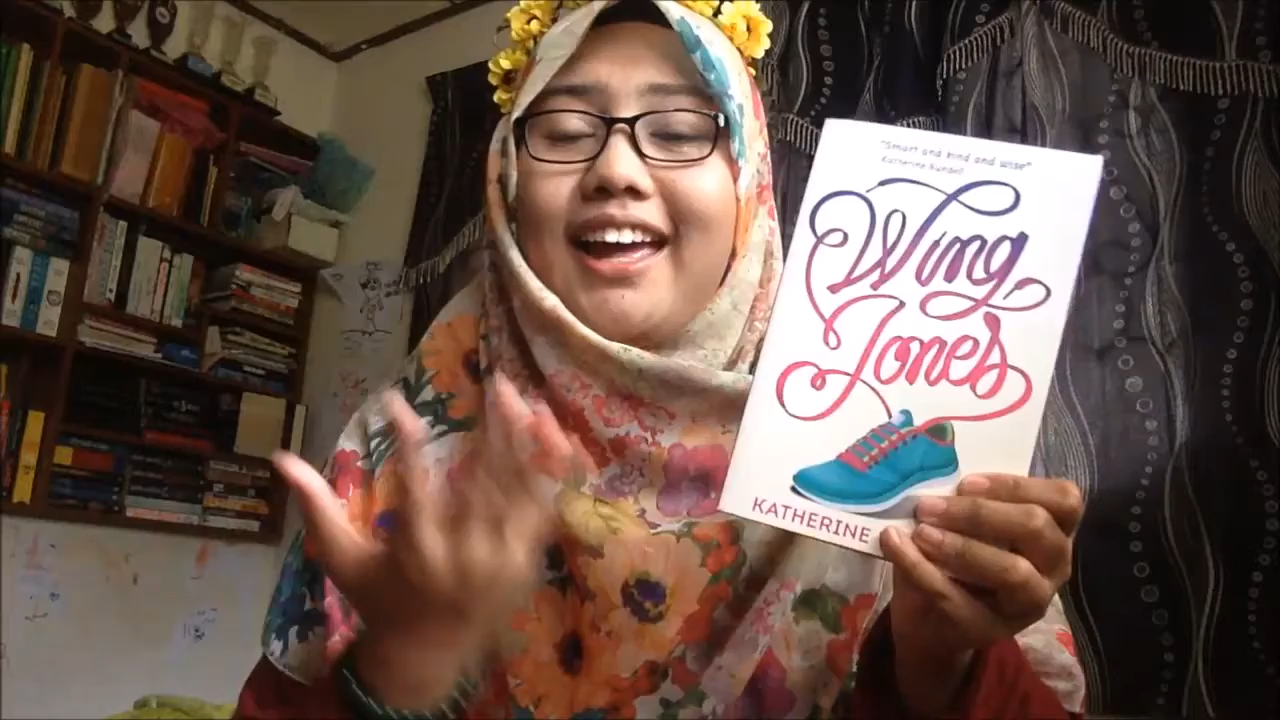 "Smart and kind and wise"
Katherine Rundell
Wing
Jones
KATHERINE